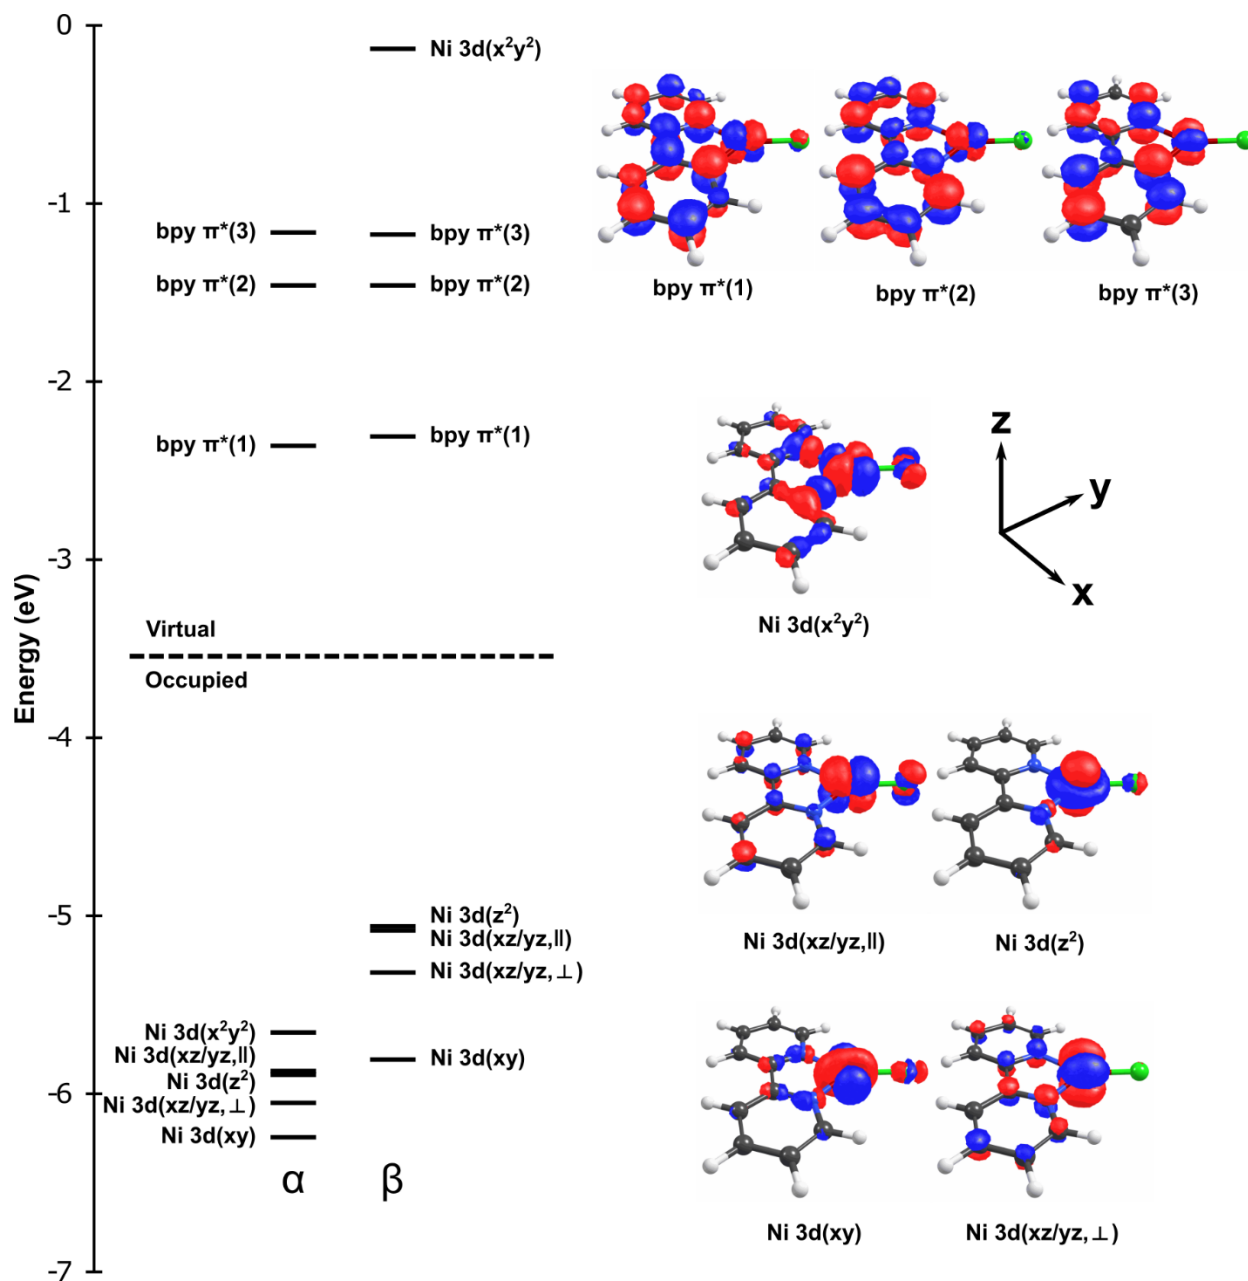 0
-1
-2
-3
-4
-5
-6
-7
Energy (eV)
Ni 3d(x²y²)
bpy π*(3)
bpy π*(3)
bpy π*(2)
bpy π*(2)
bpy π*(1)
bpy π*(1)
Virtual
Occupied
Ni 3d(z²)
Ni 3d(xz/yz,||)
Ni 3d(xz/yz,⊥)
Ni 3d(x²y²)
Ni 3d(xz/yz,||)
Ni 3d(z²)
Ni 3d(xz/yz,⊥)
Ni 3d(xy)
Ni 3d(xy)
α
β
bpy π*(1)
bpy π*(2)
bpy π*(3)
Ni 3d(x²y²)
z
y
x
Ni 3d(xz/yz,||)
Ni 3d(z²)
Ni 3d(xy)
Ni 3d(xz/yz,⊥)